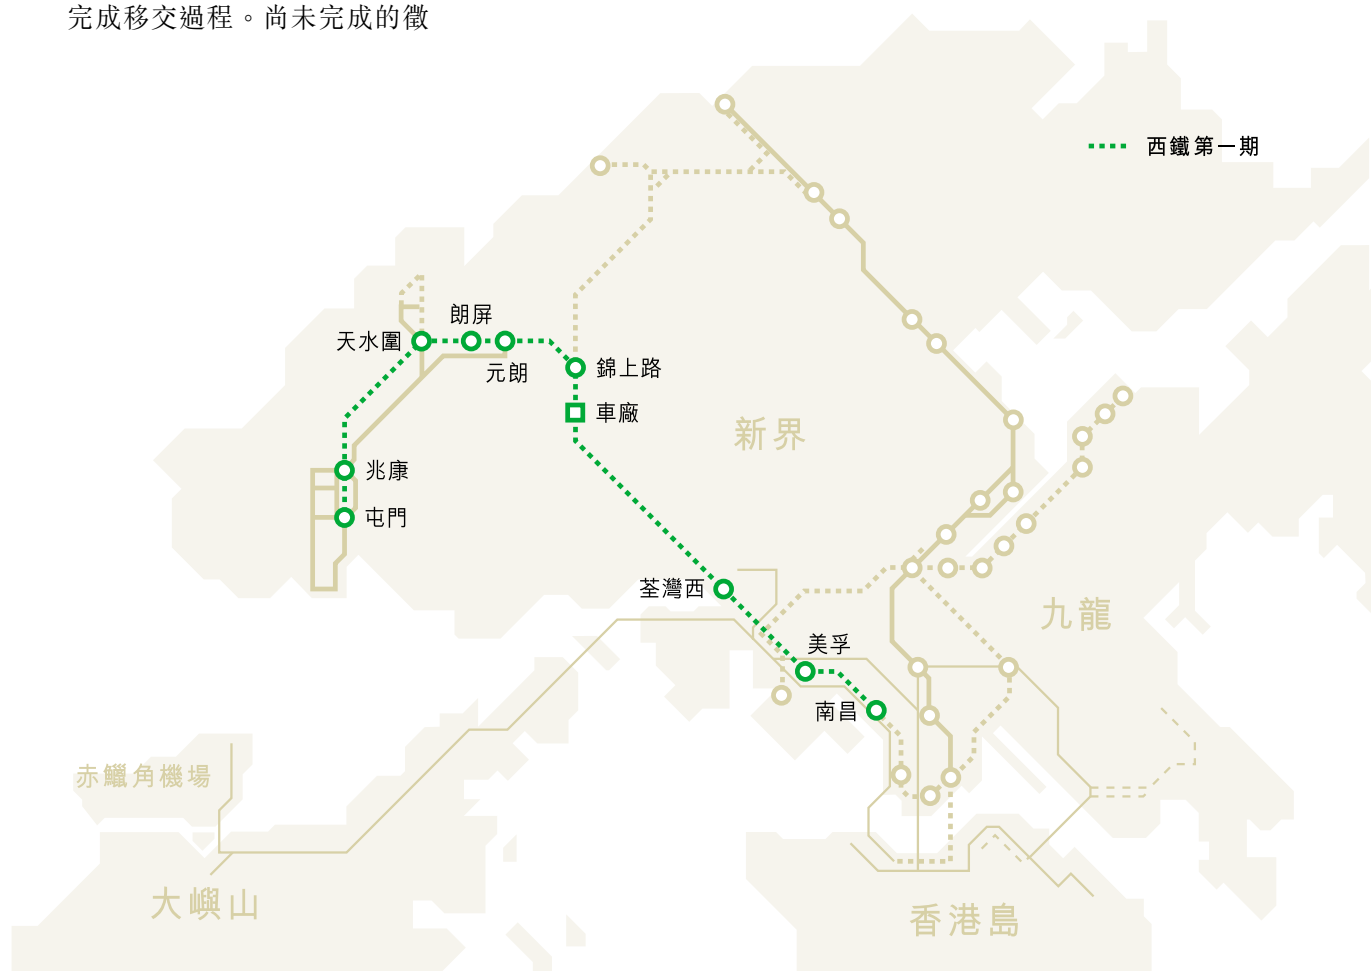 完成移交過程。尚未完成的徵
西鐵第一期
朗屏
天水圍
元朗
錦上路
車廠
新界
兆康
屯門
荃灣西
九龍
美孚
南昌
赤鱲角機場
大嶼山
香港島